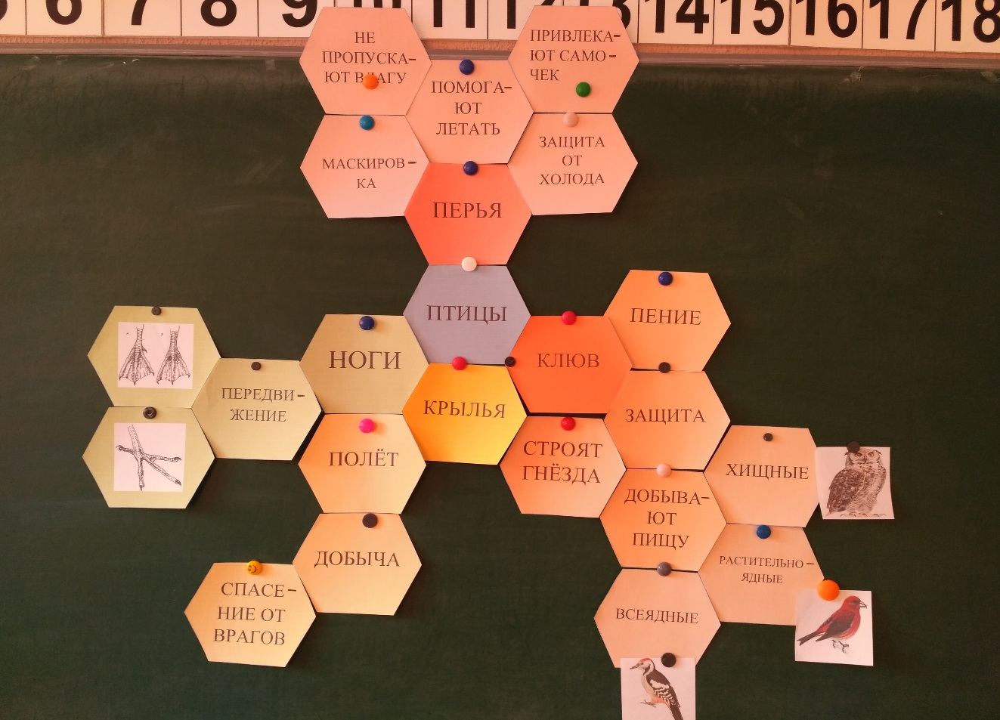 6 7 8 9 10 11 12 13 14 15 16 17 18
НЕ
ПРОПУСКА-
ЮТ ВЛАГУ
ПРИВЛЕКА-
ЮТ САМО-
ЧЕК
ПОМОГА-
ЮТ
ЛЕТАТЬ
МАСКИРОВ-
КА
ЗАЩИТА
ОТ
ХОЛОДА
ПЕРЬЯ
ПТИЦЫ
НОГИ
КЛЮВ
ПЕНИЕ
КРЫЛЬЯ
ПЕРЕДВИ-
ЖЕНИЕ
ЗАЩИТА
ПОЛЁТ
СТРОЯТ
ГНЁЗДА
ХИЩНЫЕ
ДОБЫВА-
ЮТ
ПИЩУ
ДОБЫЧА
РАСТИТЕЛЬНО-
ЯДНЫЕ
СПАСЕ-
НИЕ ОТ
ВРАГОВ
ВСЕЯДНЫЕ